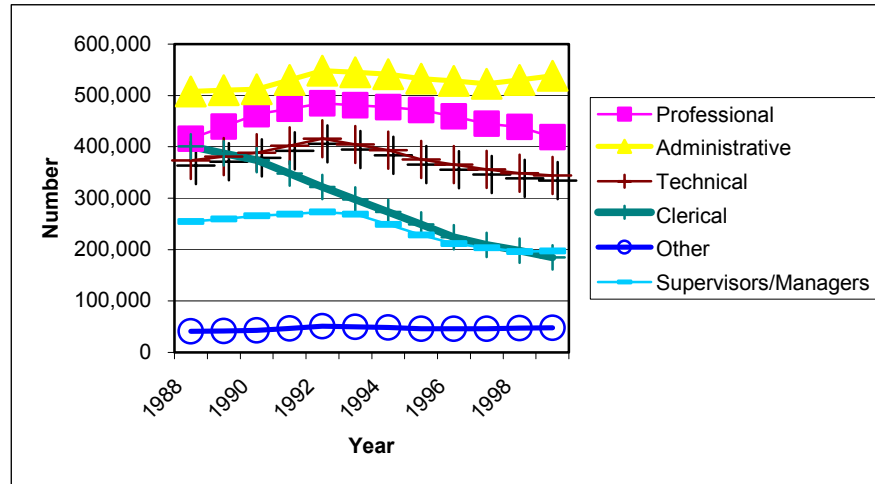 600,000
500,000
400,000
300,000
200,000
100,000
0
Number
1988
1990
1992
1994
1996
1998
Year
Professional
Administrative
Technical
Clerical
Other
Supervisors/Managers